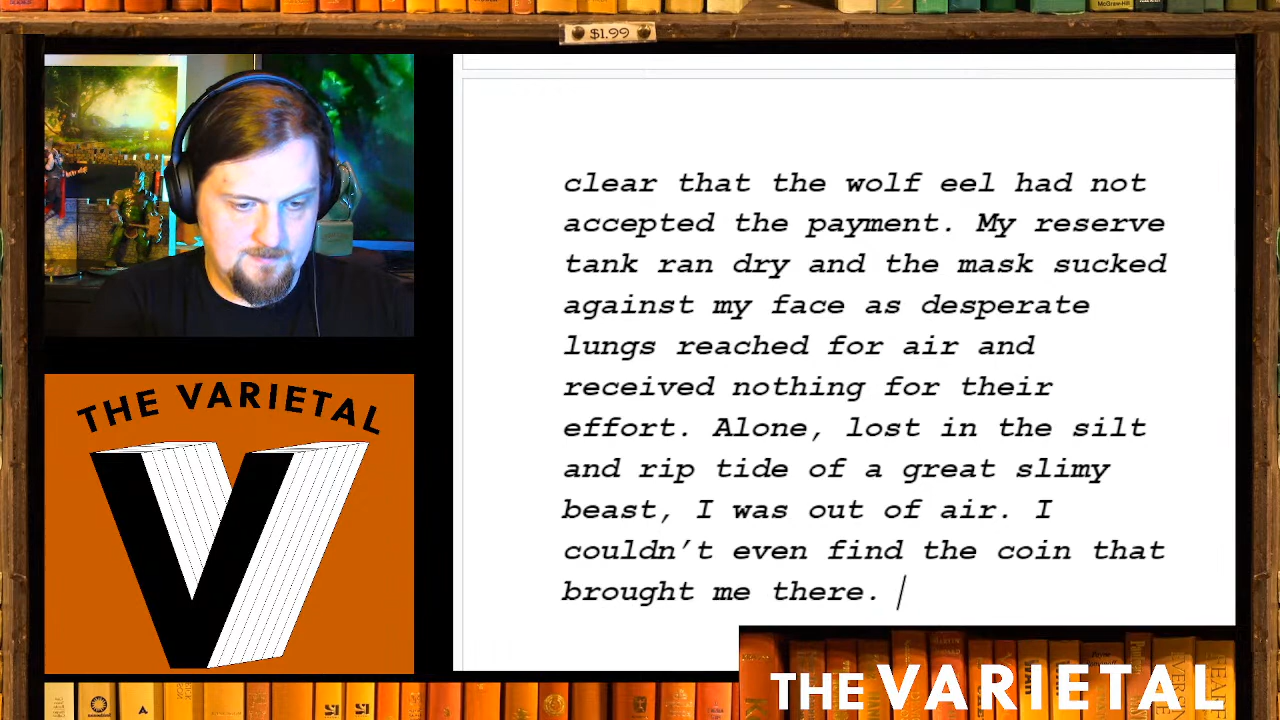 $1.99
McGraw-Hill
clear that the wolf eel had not
accepted the payment. My reserve
tank ran dry and the mask sucked
against my face as desperate
lungs reached for air and
received nothing for their
effort. Alone, lost in the silt
and rip tide of a great slimy
beast, I was out of air. I
couldn’t even find the coin that
brought me there.
THE VARIETAL
V
THE VARIETAL